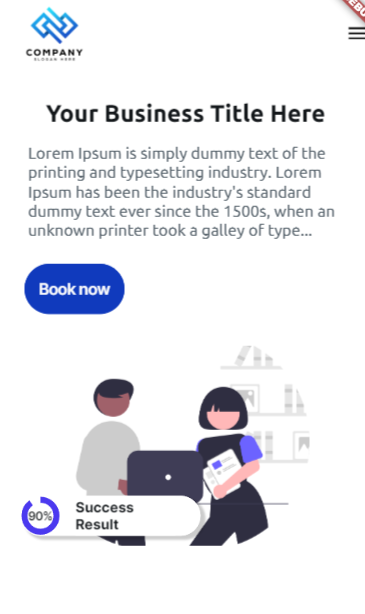 COMPANY
SLOGAN HERE
Your Business Title Here
Lorem Ipsum is simply dummy text of the
printing and typesetting industry. Lorem
Ipsum has been the industry's standard
dummy text ever since the 1500s, when an
unknown printer took a galley of type...
Book now
90%
Success
Result